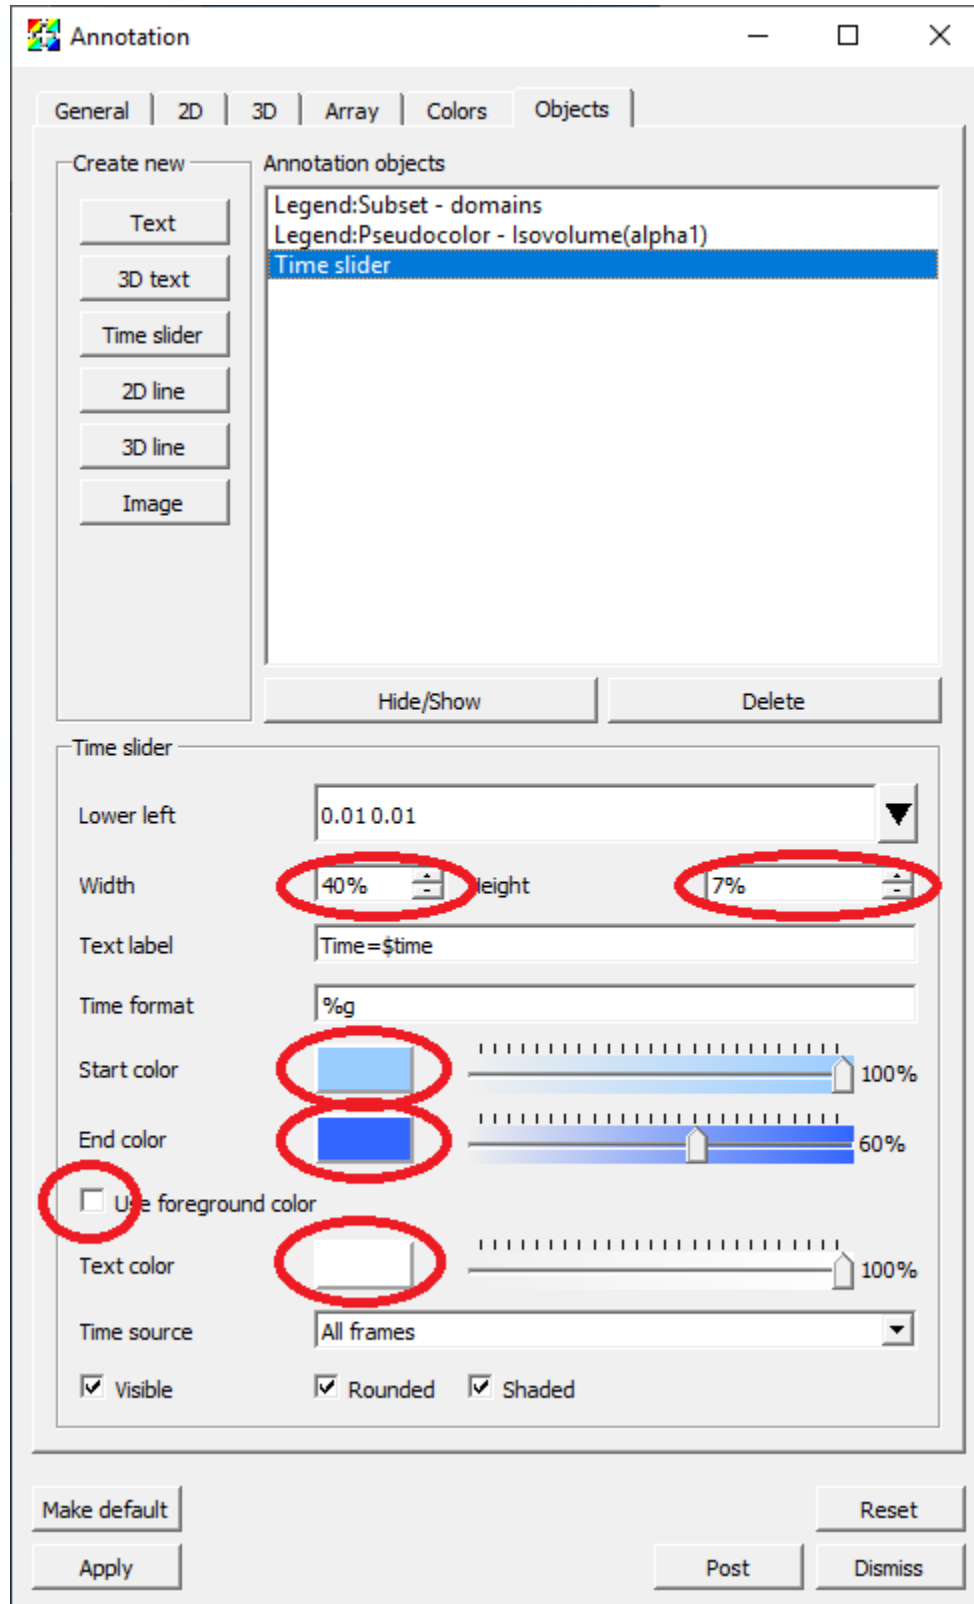 Annotation
General 2D 3D Array Colors Objects
Create new
Text
3D text
Time slider
2D line
3D line
Image
Annotation objects
Legend:Subset - domains
Legend:Pseudocolor - Isovolume(alpha1)
Time slider
Hide/Show Delete
Time slider
Lower left 0.01 0.01
Width 40% Height 7%
Text label Time=$time
Time format %g
Start color 100%
End color 60%
Use foreground color
Text color 100%
Time source All frames
Visible Rounded Shaded
Make default Reset
Apply Post Dismiss